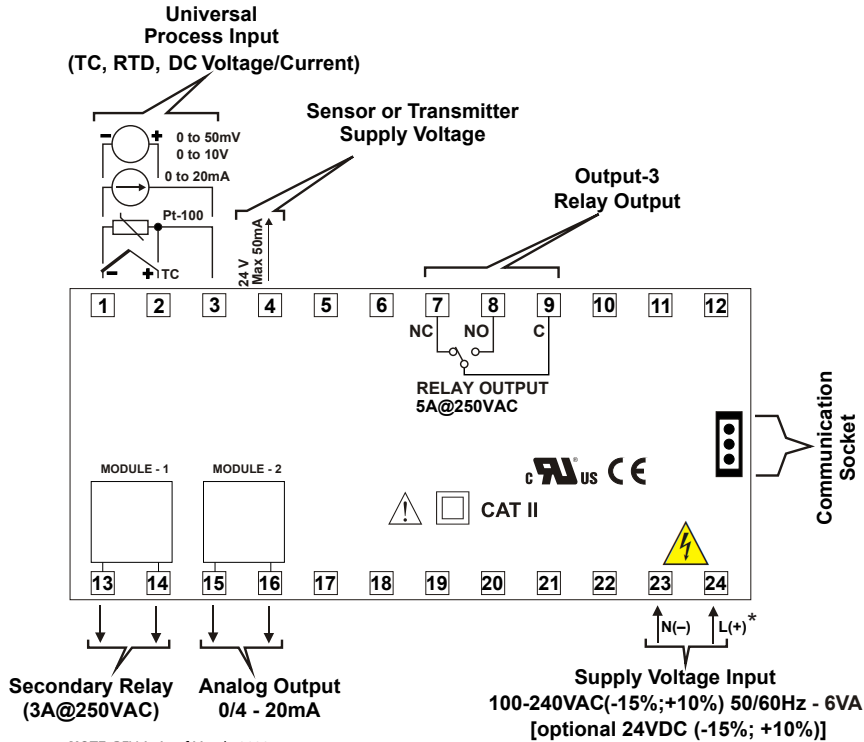 Universal
Process Input
(TC, RTD, DC Voltage/Current)
Sensor or Transmitter
Supply Voltage
Output-3
Relay Output
0 to 50mV
0 to 10V
0 to 20mA
Pt-100
TC
24 V
Max 50mA
1 2 3 4 5 6 7 8 9 10 11 12
NC NO C
RELAY OUTPUT
5A@250VAC
Communication
Socket
MODULE - 1 MODULE - 2
c RU ® US CE
CAT II
13 14 15 16 17 18 19 20 21 22 23 24
N(–) L(+)*
Secondary Relay
(3A@250VAC)
Analog Output
0/4 - 20mA
Supply Voltage Input
100-240VAC(-15%;+10%) 50/60Hz - 6VA
[optional 24VDC (-15%; +10%)]